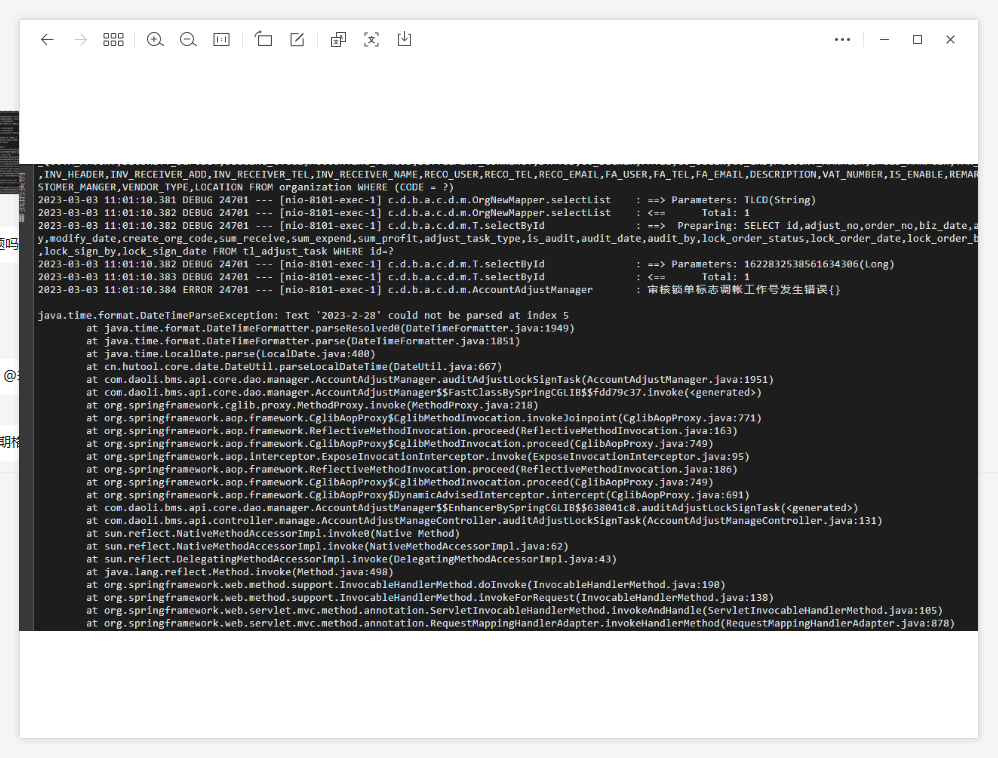 ,INV_HEADER,INV_RECEIVER_ADD,INV_RECEIVER_TEL,INV_RECEIVER_NAME,RECO_USER,RECO_TEL,RECO_EMAIL,FA_USER,FA_TEL,FA_EMAIL,DESCRIPTION,VAT_NUMBER,IS_ENABLE,REMAR
STOMER_MANGER,VENDOR_TYPE,LOCATION FROM organization WHERE (CODE = ?)
2023-03-03 11:01:10.381 DEBUG 24701 --- [nio-8101-exec-1] c.d.b.a.c.d.m.OrgNewMapper.selectList : ==> Parameters: TLCD(String)
2023-03-03 11:01:10.382 DEBUG 24701 --- [nio-8101-exec-1] c.d.b.a.c.d.m.OrgNewMapper.selectList : <== Total: 1
2023-03-03 11:01:10.382 DEBUG 24701 --- [nio-8101-exec-1] c.d.b.a.c.d.m.T.selectById : ==> Preparing: SELECT id,adjust_no,order_no,biz_date,a
y,modify_date,create_org_code,sum_receive,sum_expend,sum_profit,adjust_task_type,is_audit,audit_date,audit_by,lock_order_status,lock_order_date,lock_order_b
,lock_sign_by,lock_sign_date FROM tl_adjust_task WHERE id=?
2023-03-03 11:01:10.382 DEBUG 24701 --- [nio-8101-exec-1] c.d.b.a.c.d.m.T.selectById : ==> Parameters: 1622832538561634306(Long)
2023-03-03 11:01:10.383 DEBUG 24701 --- [nio-8101-exec-1] c.d.b.a.c.d.m.T.selectById : <== Total: 1
2023-03-03 11:01:10.384 ERROR 24701 --- [nio-8101-exec-1] c.d.b.a.c.d.m.AccountAdjustManager : 审核锁单标志调帐工作号发生错误{}
java.time.format.DateTimeParseException: Text '2023-2-28' could not be parsed at index 5
at java.time.format.DateTimeFormatter.parseResolved0(DateTimeFormatter.java:1949)
at java.time.format.DateTimeFormatter.parse(DateTimeFormatter.java:1851)
at java.time.LocalDate.parse(LocalDate.java:400)
at cn.hutool.core.date.DateUtil.parseLocalDateTime(DateUtil.java:667)
at com.daoli.bms.api.core.dao.manager.AccountAdjustManager.auditAdjustLockSignTask(AccountAdjustManager.java:1951)
at com.daoli.bms.api.core.dao.manager.AccountAdjustManager$$FastClassBySpringCGLIB$$fdd79c37.invoke(<generated>)
at org.springframework.cglib.proxy.MethodProxy.invoke(MethodProxy.java:218)
at org.springframework.aop.framework.CglibAopProxy$CglibMethodInvocation.invokeJoinpoint(CglibAopProxy.java:771)
at org.springframework.aop.framework.ReflectiveMethodInvocation.proceed(ReflectiveMethodInvocation.java:163)
at org.springframework.aop.framework.CglibAopProxy$CglibMethodInvocation.proceed(CglibAopProxy.java:749)
at org.springframework.aop.interceptor.ExposeInvocationInterceptor.invoke(ExposeInvocationInterceptor.java:95)
at org.springframework.aop.framework.ReflectiveMethodInvocation.proceed(ReflectiveMethodInvocation.java:186)
at org.springframework.aop.framework.CglibAopProxy$CglibMethodInvocation.proceed(CglibAopProxy.java:749)
at org.springframework.aop.framework.CglibAopProxy$DynamicAdvisedInterceptor.intercept(CglibAopProxy.java:691)
at com.daoli.bms.api.core.dao.manager.AccountAdjustManager$$EnhancerBySpringCGLIB$$638041c8.auditAdjustLockSignTask(<generated>)
at com.daoli.bms.api.controller.manage.AccountAdjustManageController.auditAdjustLockSignTask(AccountAdjustManageController.java:131)
at sun.reflect.NativeMethodAccessorImpl.invoke0(Native Method)
at sun.reflect.NativeMethodAccessorImpl.invoke(NativeMethodAccessorImpl.java:62)
at sun.reflect.DelegatingMethodAccessorImpl.invoke(DelegatingMethodAccessorImpl.java:43)
at java.lang.reflect.Method.invoke(Method.java:498)
at org.springframework.web.method.support.InvocableHandlerMethod.doInvoke(InvocableHandlerMethod.java:190)
at org.springframework.web.method.support.InvocableHandlerMethod.invokeForRequest(InvocableHandlerMethod.java:138)
at org.springframework.web.servlet.mvc.method.annotation.ServletInvocableHandlerMethod.invokeAndHandle(ServletInvocableHandlerMethod.java:105)
at org.springframework.web.servlet.mvc.method.annotation.RequestMappingHandlerAdapter.invokeHandlerMethod(RequestMappingHandlerAdapter.java:878)